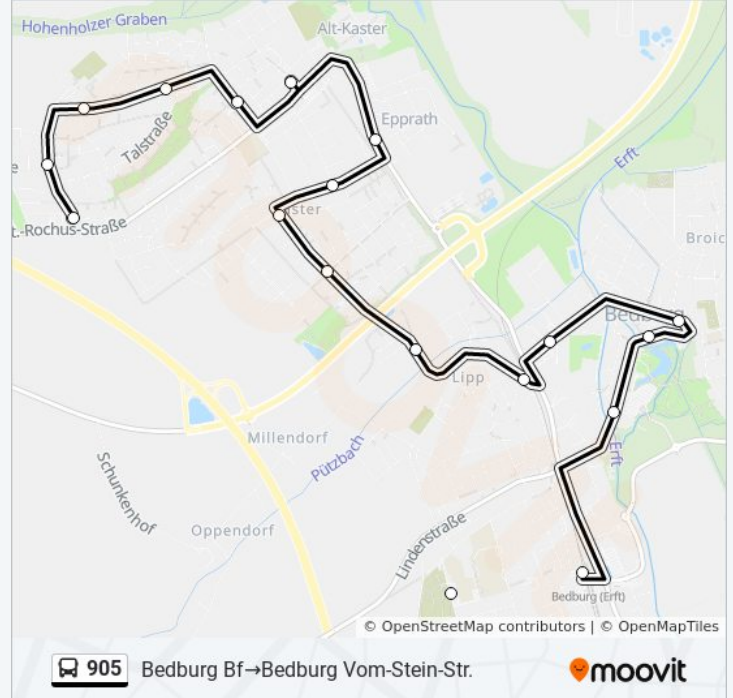 Hohenholzer Graben
Alt-Kaster
Epprath
Talstraße
Erft
e
ster
t.-Rochus-Straße
Broic
Bedburg
Lipp
Millendorf
Pützbach
Erft
Schunkenhof
Oppendorf
Lindenstraße
Bedburg (Erft)
© OpenStreetMap contributors | © OpenMapTiles
905 Bedburg Bf→Bedburg Vom-Stein-Str.
moovit